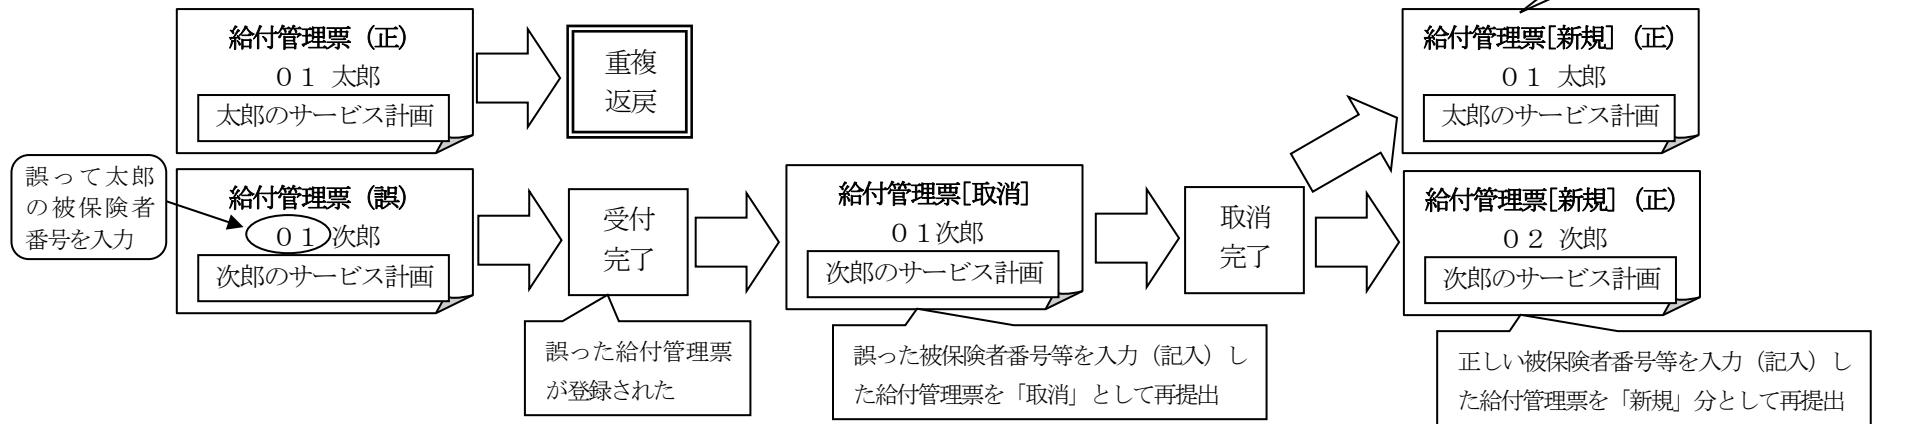 給付管理票（正）
０１ 太郎
太郎のサービス計画
重複
返戻
給付管理票[新規]（正）
０１ 太郎
太郎のサービス計画
誤って太郎
の被保険者
番号を入力
給付管理票（誤）
０１次郎
次郎のサービス計画
受付
完了
給付管理票[取消]
０１次郎
次郎のサービス計画
取消
完了
給付管理票[新規]（正）
０２ 次郎
次郎のサービス計画
誤った給付管理票
が登録された
誤った被保険者番号等を入力（記入）し
た給付管理票を「取消」として再提出
正しい被保険者番号等を入力（記入）し
た給付管理票を「新規」分として再提出